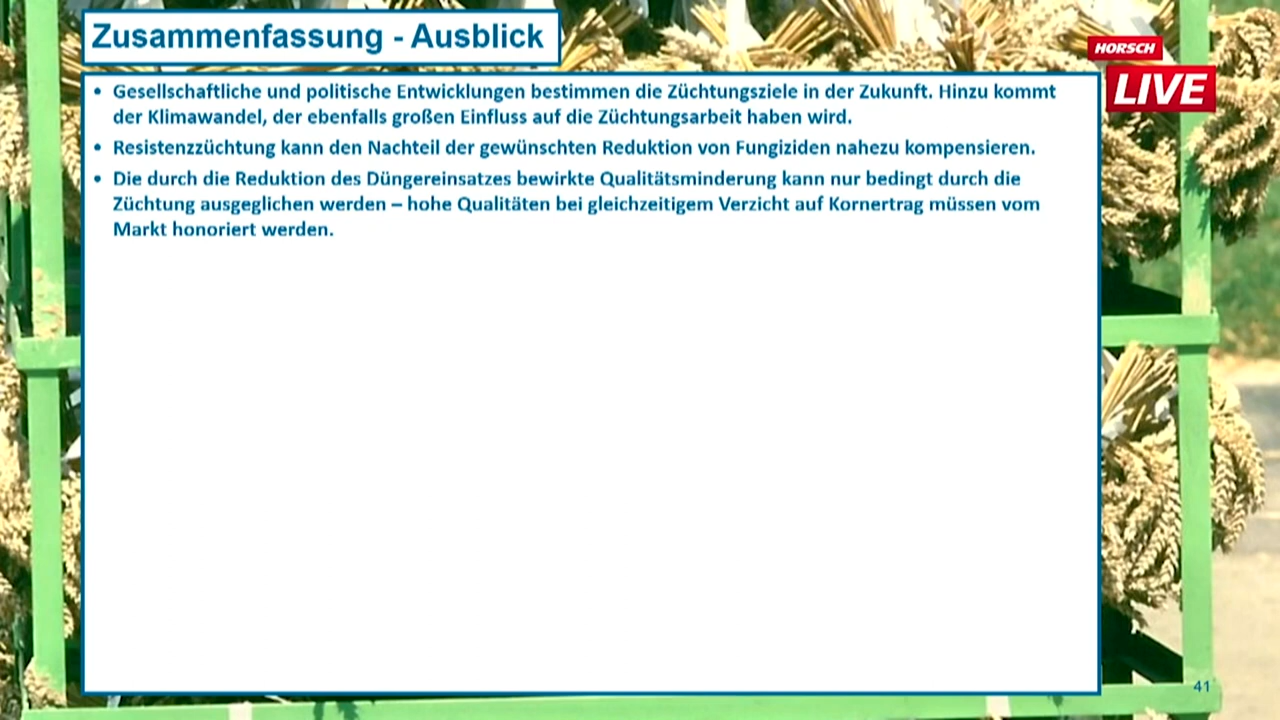 Zusammenfassung - Ausblick
HORSCH
LIVE
• Gesellschaftliche und politische Entwicklungen bestimmen die Züchtungsziele in der Zukunft. Hinzu kommt
der Klimawandel, der ebenfalls großen Einfluss auf die Züchtungsarbeit haben wird.
• Resistenzzüchtung kann den Nachteil der gewünschten Reduktion von Fungiziden nahezu kompensieren.
• Die durch die Reduktion des Düngereinsatzes bewirkte Qualitätsminderung kann nur bedingt durch die
Züchtung ausgeglichen werden – hohe Qualitäten bei gleichzeitigem Verzicht auf Kornertrag müssen vom
Markt honoriert werden.
41